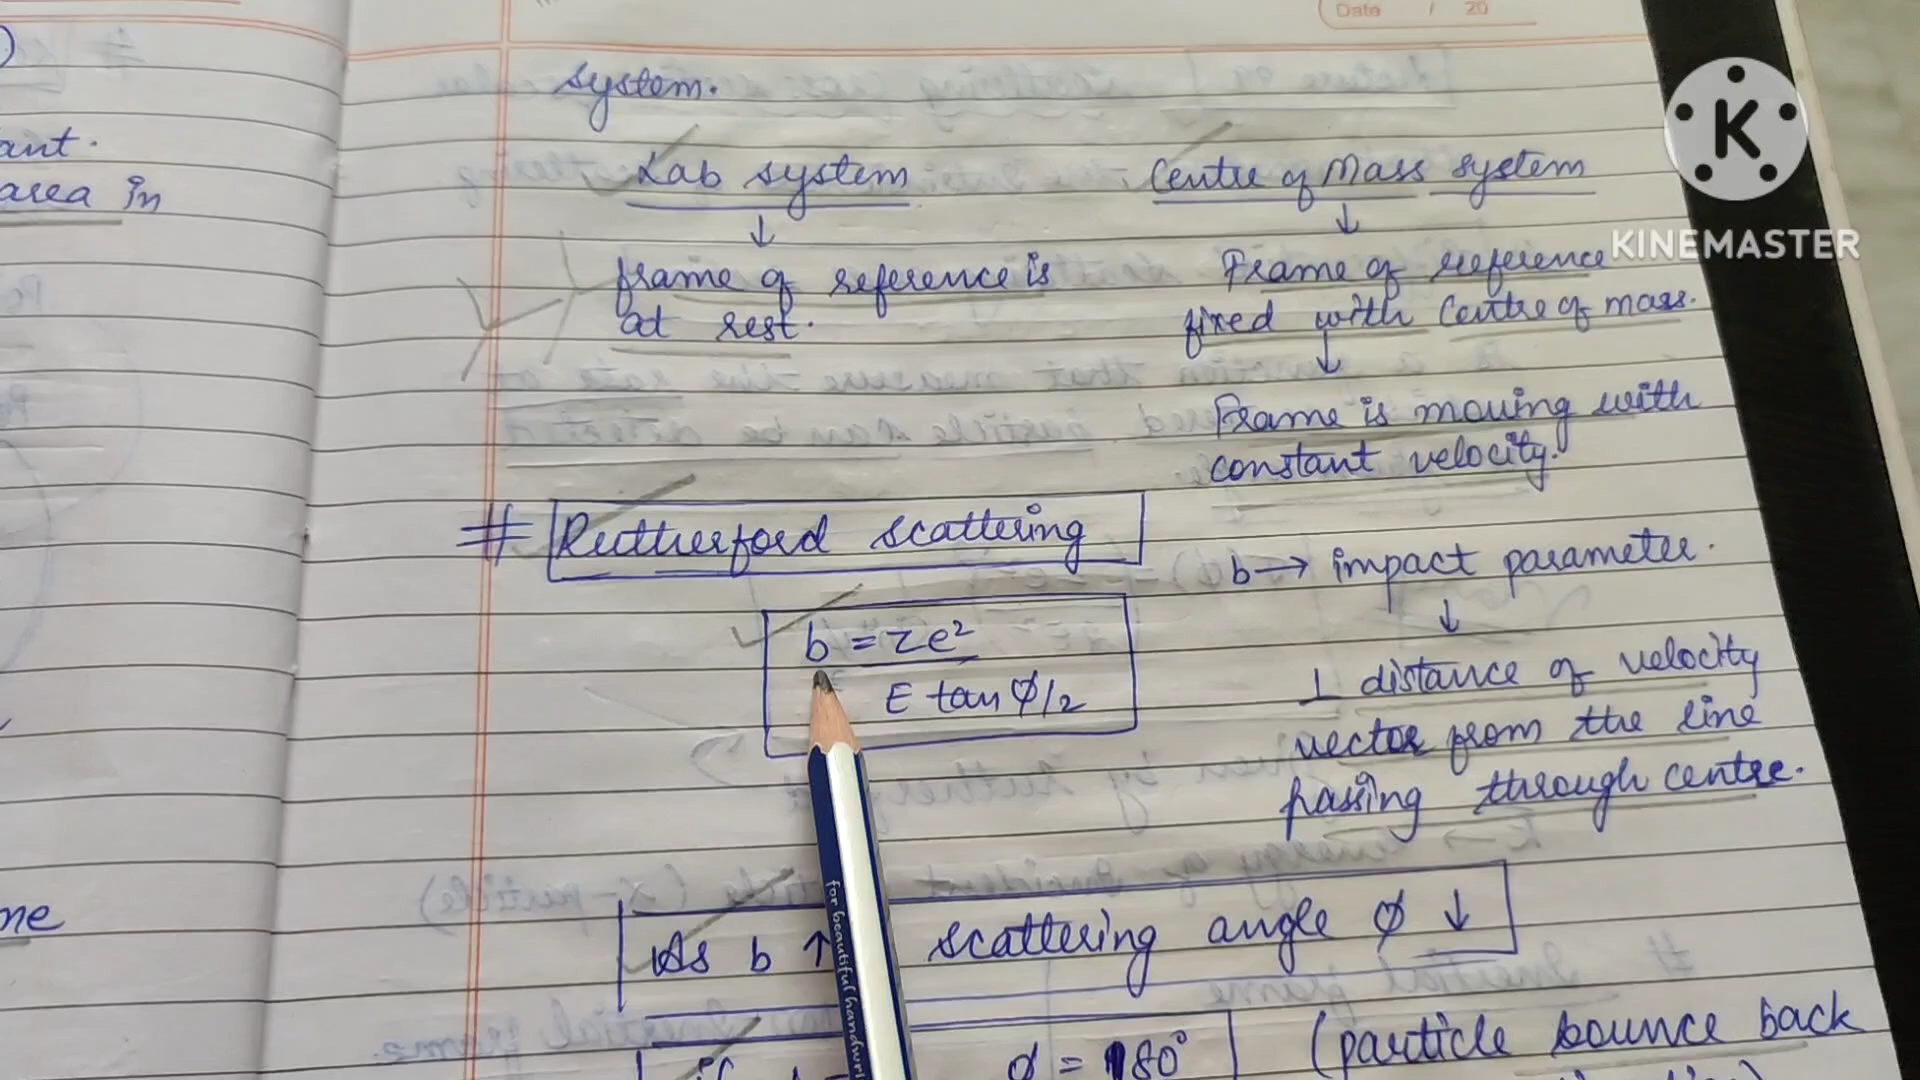 Date / 20
system.
Lab system
↓
frame of reference is
at rest.
Centre of Mass system
↓
Frame of reference
fixed with Centre of mass.
↓
Frame is moving with
constant velocity.
# Rutherford scattering
b = ze²
E tan φ/2
b → impact parameter.
↓
⊥ distance of velocity
vector from the line
passing through centre.
As b ↑ scattering angle φ ↓
φ = 180° (particle bounce back
ant.
area in
KINEMASTER
K
for beautiful handwri